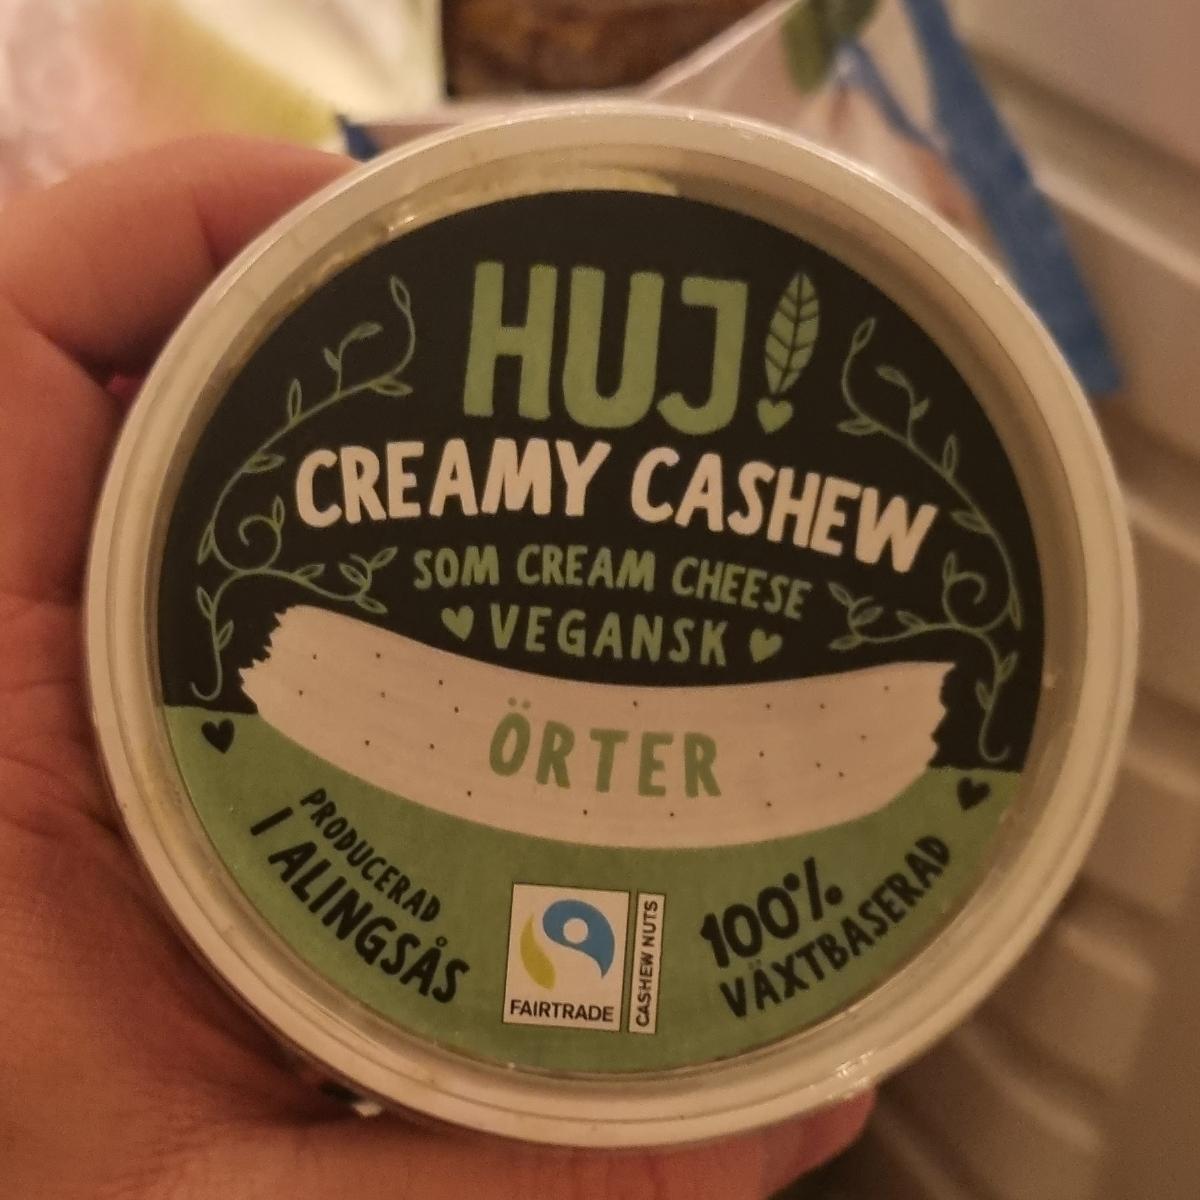 HUJ!
CREAMY CASHEW
SOM CREAM CHEESE
VEGANSK
ÖRTER
PRODUCERAD
I ALINGSÅS
FAIRTRADE
CASHEW NUTS
100%
VÄXTBASERAD